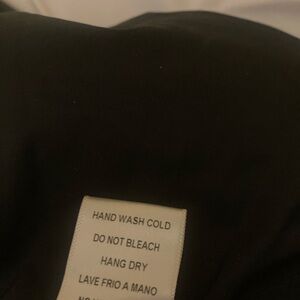 HAND WASH COLD
DO NOT BLEACH
HANG DRY
LAVE FRIO A MANO